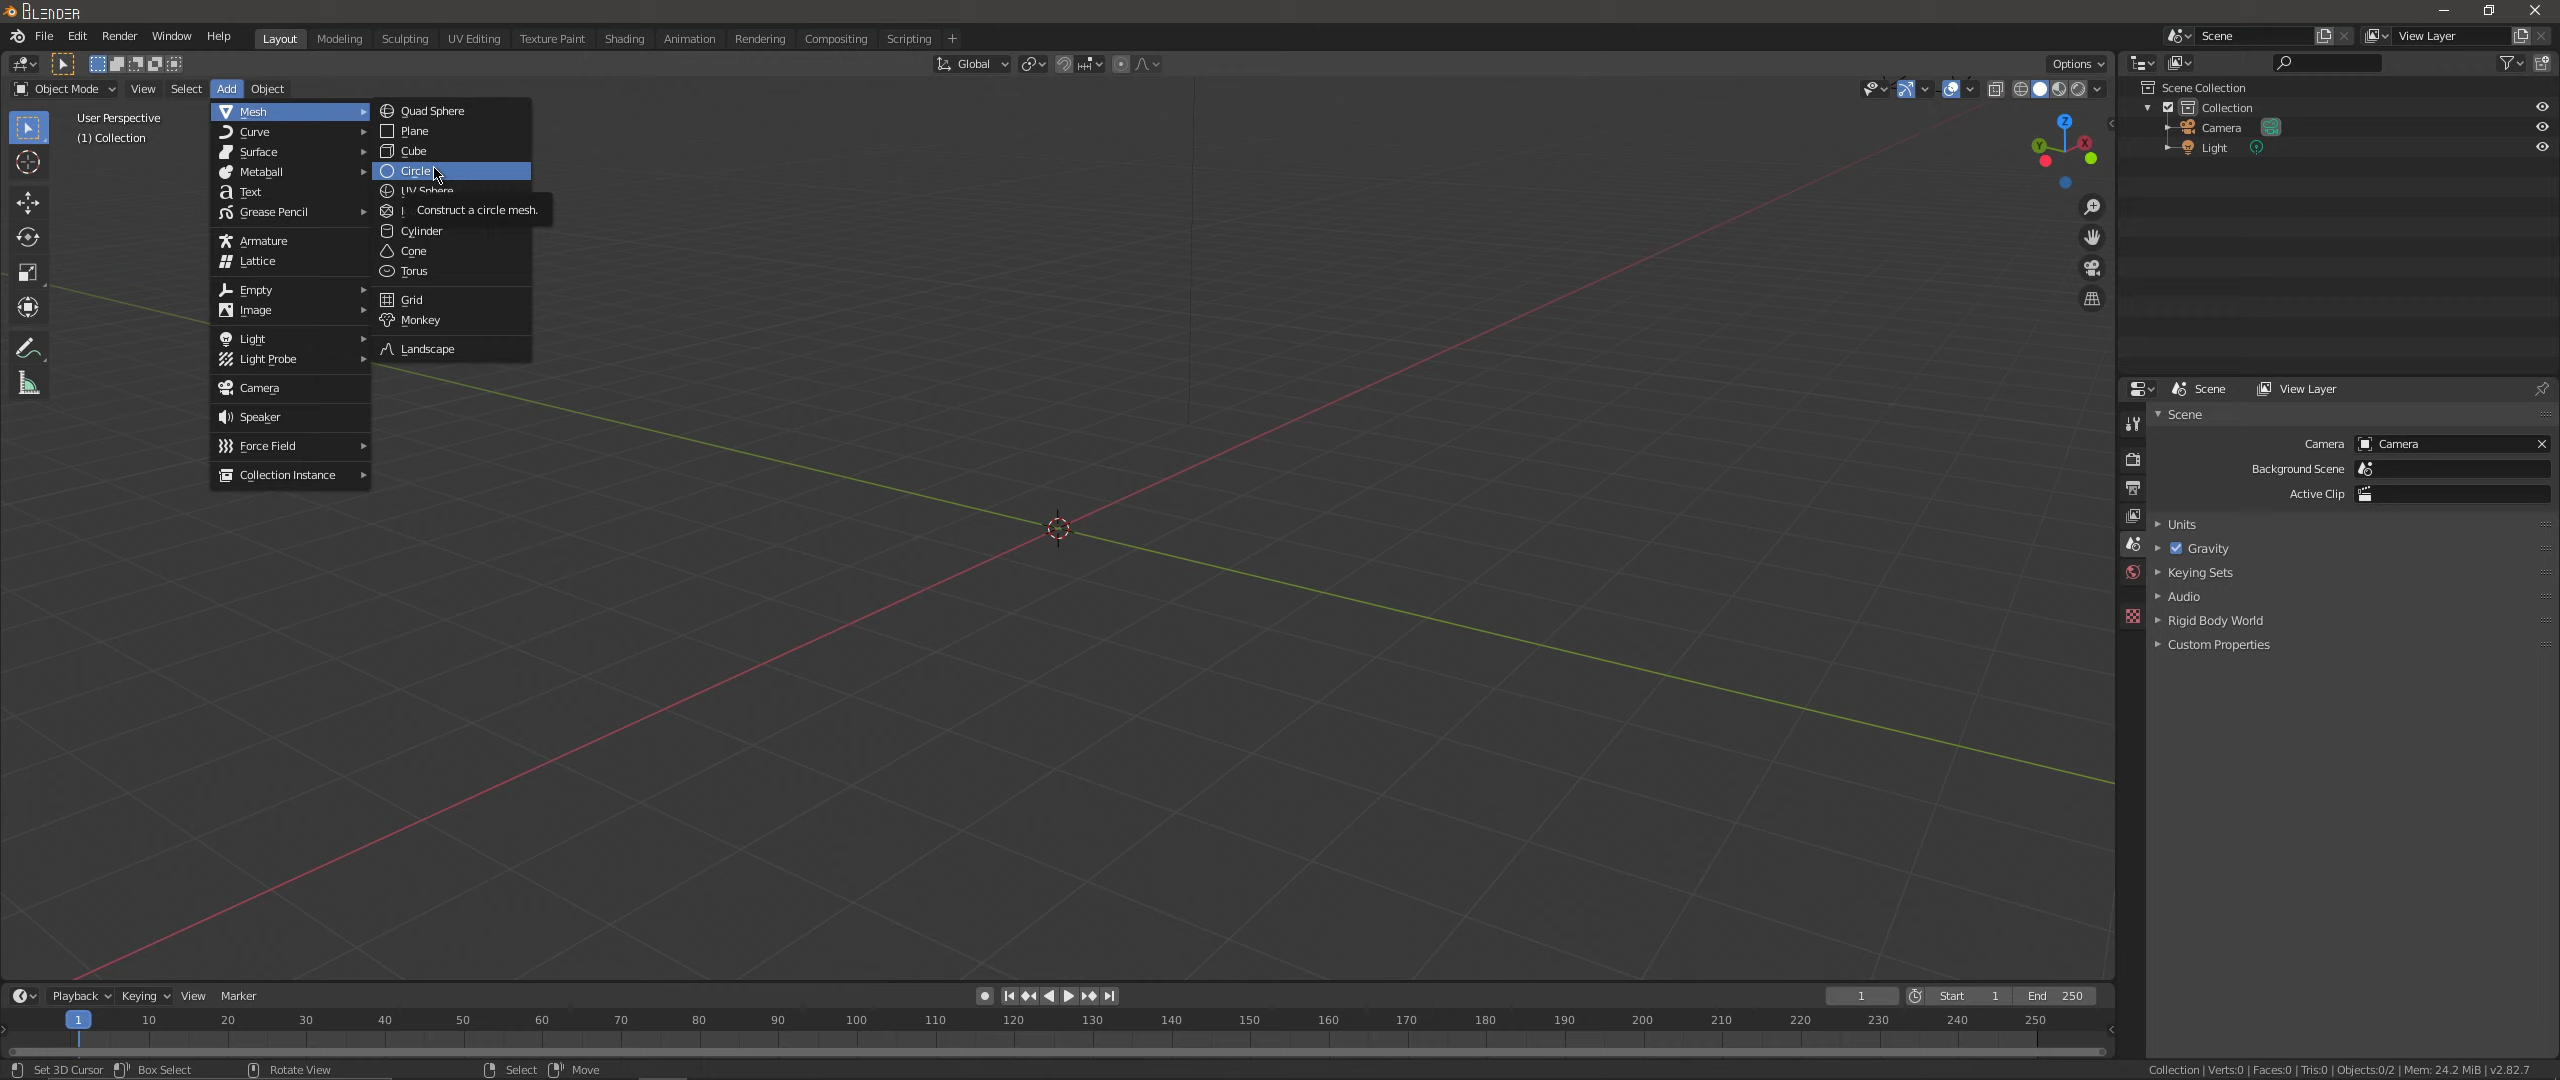 BLENDER
File Edit Render Window Help Layout Modeling Sculpting UV Editing Texture Paint Shading Animation Rendering Compositing Scripting +
Scene
View Layer
Global
Options
Object Mode View Select Add Object
User Perspective
(1) Collection
Mesh
Curve
Surface
Metaball
Text
Grease Pencil
Armature
Lattice
Empty
Image
Light
Light Probe
Camera
Speaker
Force Field
Collection Instance
Quad Sphere
Plane
Cube
Circle
UV Sphere
Construct a circle mesh.
Cylinder
Cone
Torus
Grid
Monkey
Landscape
Z
Y
X
Scene Collection
Collection
Camera
Light
Scene View Layer
Scene
Camera Camera
Background Scene
Active Clip
Units
Gravity
Keying Sets
Audio
Rigid Body World
Custom Properties
Playback Keying View Marker
1 Start 1 End 250
1 10 20 30 40 50 60 70 80 90 100 110 120 130 140 150 160 170 180 190 200 210 220 230 240 250
Set 3D Cursor Box Select Rotate View Select Move
Collection | Verts:0 | Faces:0 | Tris:0 | Objects:0/2 | Mem: 24.2 MiB | v2.82.7